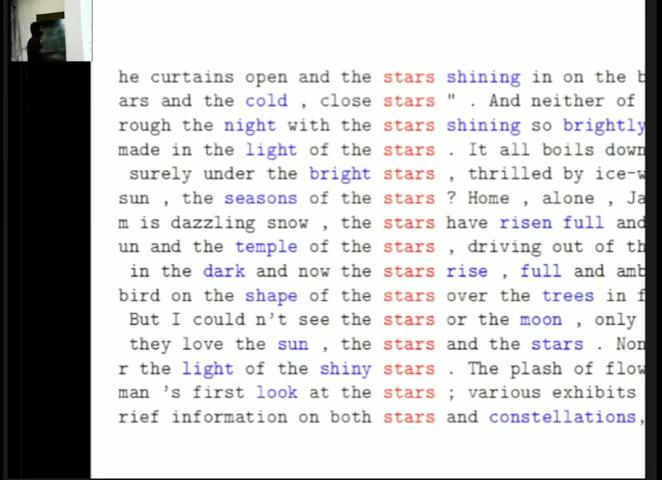 he curtains open and the stars shining in on the b
ars and the cold , close stars " . And neither of
rough the night with the stars shining so brightly
made in the light of the stars . It all boils down
surely under the bright stars , thrilled by ice-w
sun , the seasons of the stars ? Home , alone , Ja
m is dazzling snow , the stars have risen full and
un and the temple of the stars , driving out of th
in the dark and now the stars rise , full and amb
bird on the shape of the stars over the trees in f
But I could n't see the stars or the moon , only
they love the sun , the stars and the stars . Non
r the light of the shiny stars . The plash of flow
man 's first look at the stars ; various exhibits
rief information on both stars and constellations,